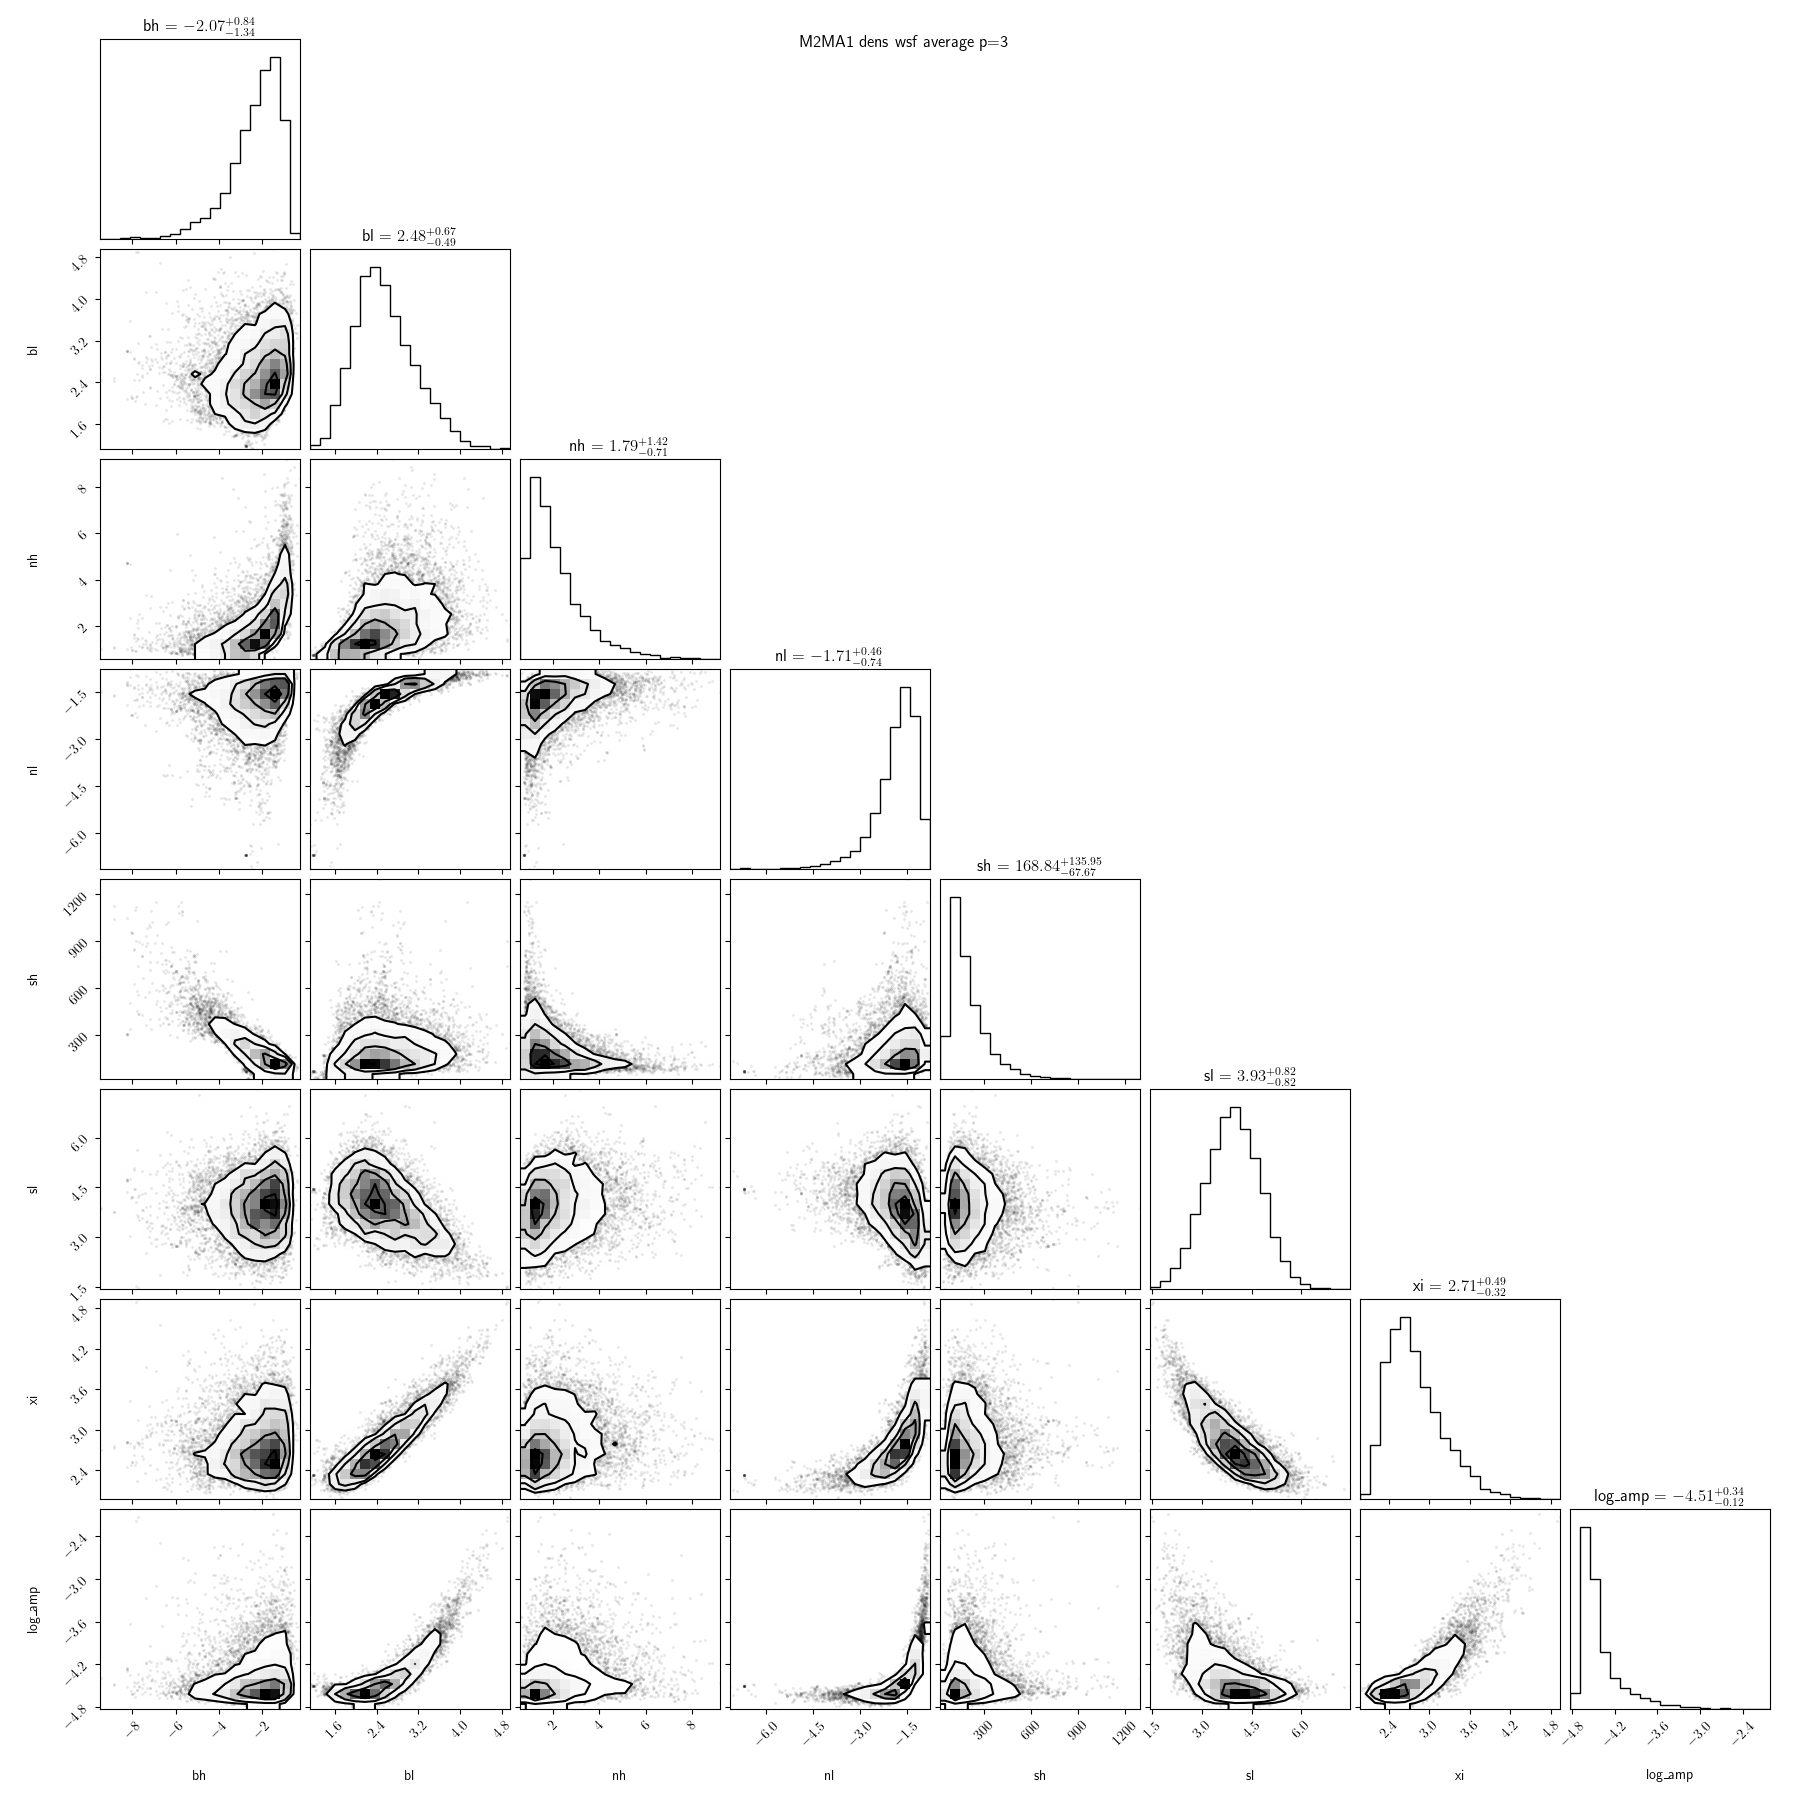 M2MA1 dens wsf average p=3
bh = −2.07+0.84−1.34
bl = 2.48+0.67−0.49
bl
4.8
4.0
3.2
2.4
1.6
nh = 1.79+1.42−0.71
nh
8
6
4
2
nl = −1.71+0.46−0.74
nl
−1.5
−3.0
−4.5
−6.0
sh = 168.84+135.95−67.67
sh
1200
900
600
300
sl = 3.93+0.82−0.82
sl
6.0
4.5
3.0
1.5
xi = 2.71+0.49−0.32
xi
4.8
4.2
3.6
3.0
2.4
log_amp = −4.51+0.34−0.12
log_amp
−2.4
−3.0
−3.6
−4.2
−4.8
−8 −6 −4 −2
1.6 2.4 3.2 4.0 4.8
2 4 6 8
−6.0 −4.5 −3.0 −1.5
300 600 900 1200
1.5 3.0 4.5 6.0
2.4 3.0 3.6 4.2 4.8
−4.8 −4.2 −3.6 −3.0 −2.4
bh bl nh nl sh sl xi log_amp